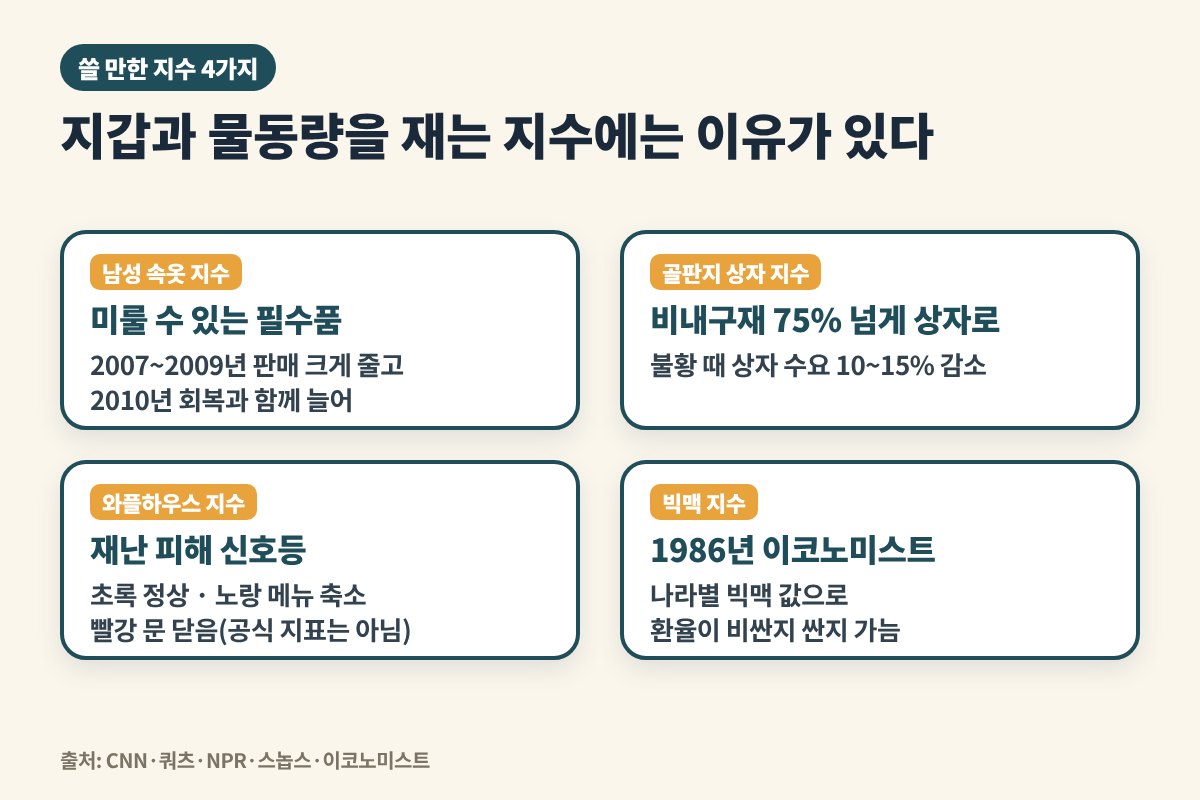 쓸 만한 지수 4가지
지갑과 물동량을 재는 지수에는 이유가 있다
남성 속옷 지수
미룰 수 있는 필수품
2007~2009년 판매 크게 줄고
2010년 회복과 함께 늘어
골판지 상자 지수
비내구재 75% 넘게 상자로
불황 때 상자 수요 10~15% 감소
와플하우스 지수
재난 피해 신호등
초록 정상 · 노랑 메뉴 축소
빨강 문 닫음(공식 지표는 아님)
빅맥 지수
1986년 이코노미스트
나라별 빅맥 값으로
환율이 비싼지 싼지 가늠
출처: CNN·쿼츠·NPR·스놉스·이코노미스트